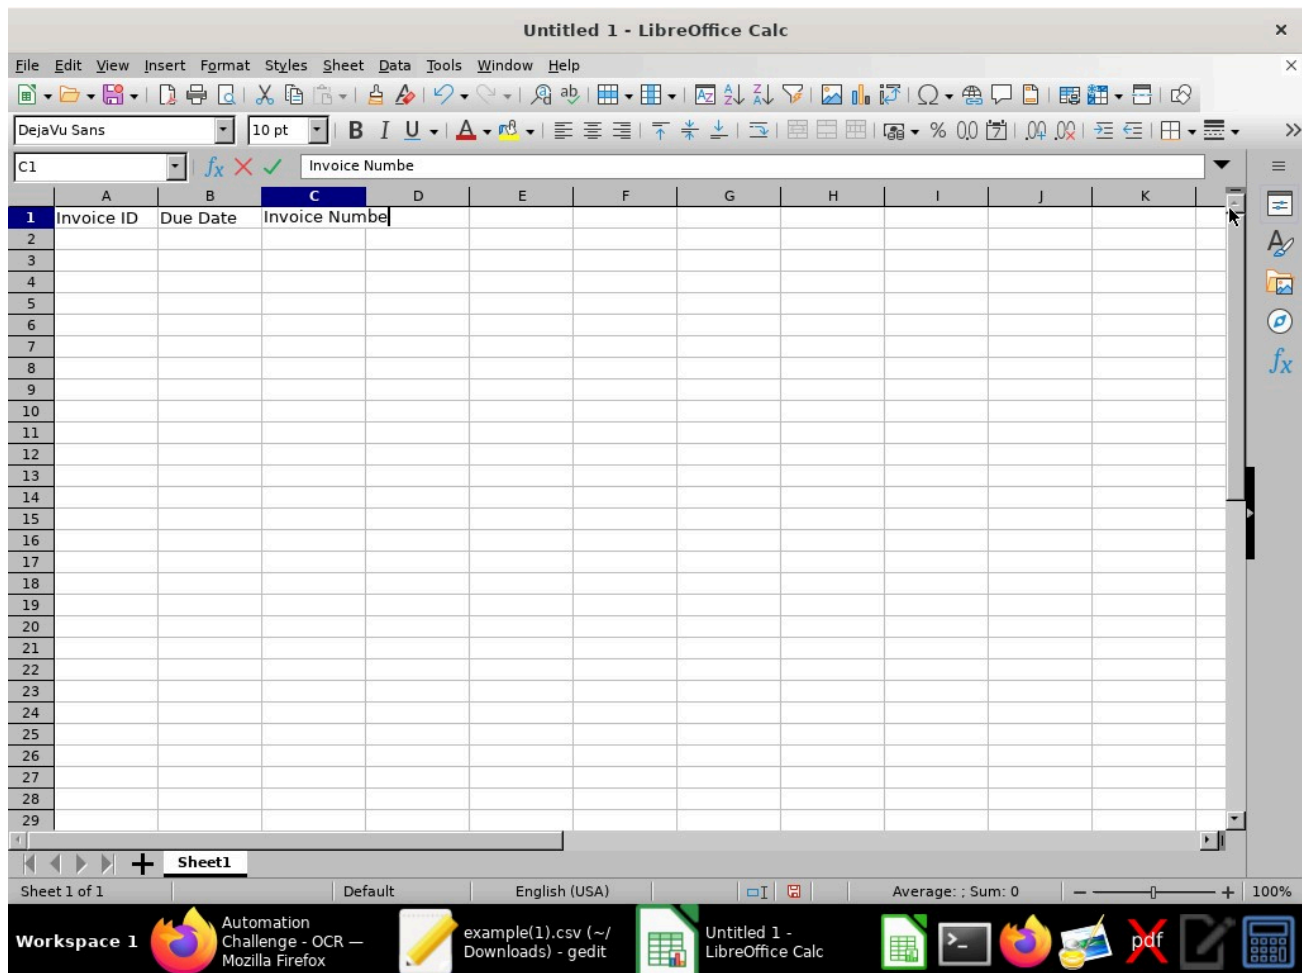 Untitled 1 - LibreOffice Calc
File Edit View Insert Format Styles Sheet Data Tools Window Help
DejaVu Sans 10 pt
C1 Invoice Numbe
A B C D E F G H I J K
1 Invoice ID Due Date Invoice Numbe
2
3
4
5
6
7
8
9
10
11
12
13
14
15
16
17
18
19
20
21
22
23
24
25
26
27
28
29
Sheet1
Sheet 1 of 1 Default English (USA) Average: ; Sum: 0 100%
Workspace 1
Automation
Challenge - OCR —
Mozilla Firefox
example(1).csv (~/
Downloads) - gedit
Untitled 1 -
LibreOffice Calc
pdf